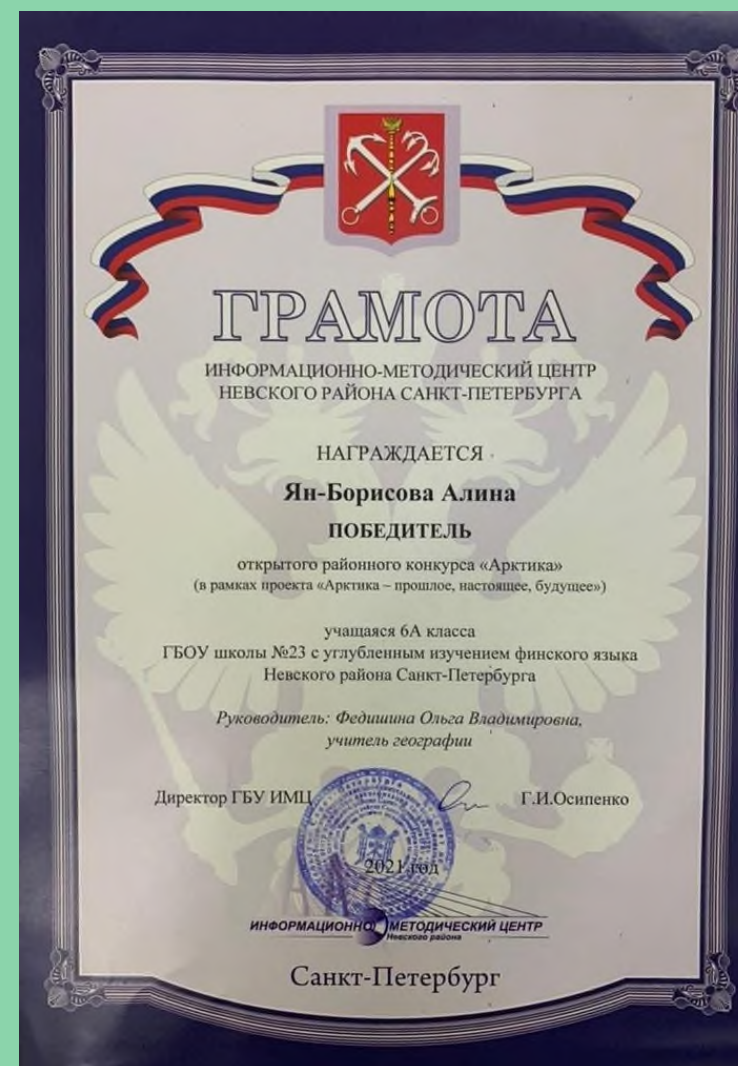 ГРАМОТА
ИНФОРМАЦИОННО-МЕТОДИЧЕСКИЙ ЦЕНТР
НЕВСКОГО РАЙОНА САНКТ-ПЕТЕРБУРГА
НАГРАЖДАЕТСЯ
Ян-Борисова Алина
ПОБЕДИТЕЛЬ
открытого районного конкурса «Арктика»
(в рамках проекта «Арктика – прошлое, настоящее, будущее»)
учащаяся 6А класса
ГБОУ школы №23 с углубленным изучением финского языка
Невского района Санкт-Петербурга
Руководитель: Федишина Ольга Владимировна,
учитель географии
Директор ГБУ ИМЦ Г.И.Осипенко
2021 год
ИНФОРМАЦИОННО МЕТОДИЧЕСКИЙ ЦЕНТР
Невского района
Санкт-Петербург